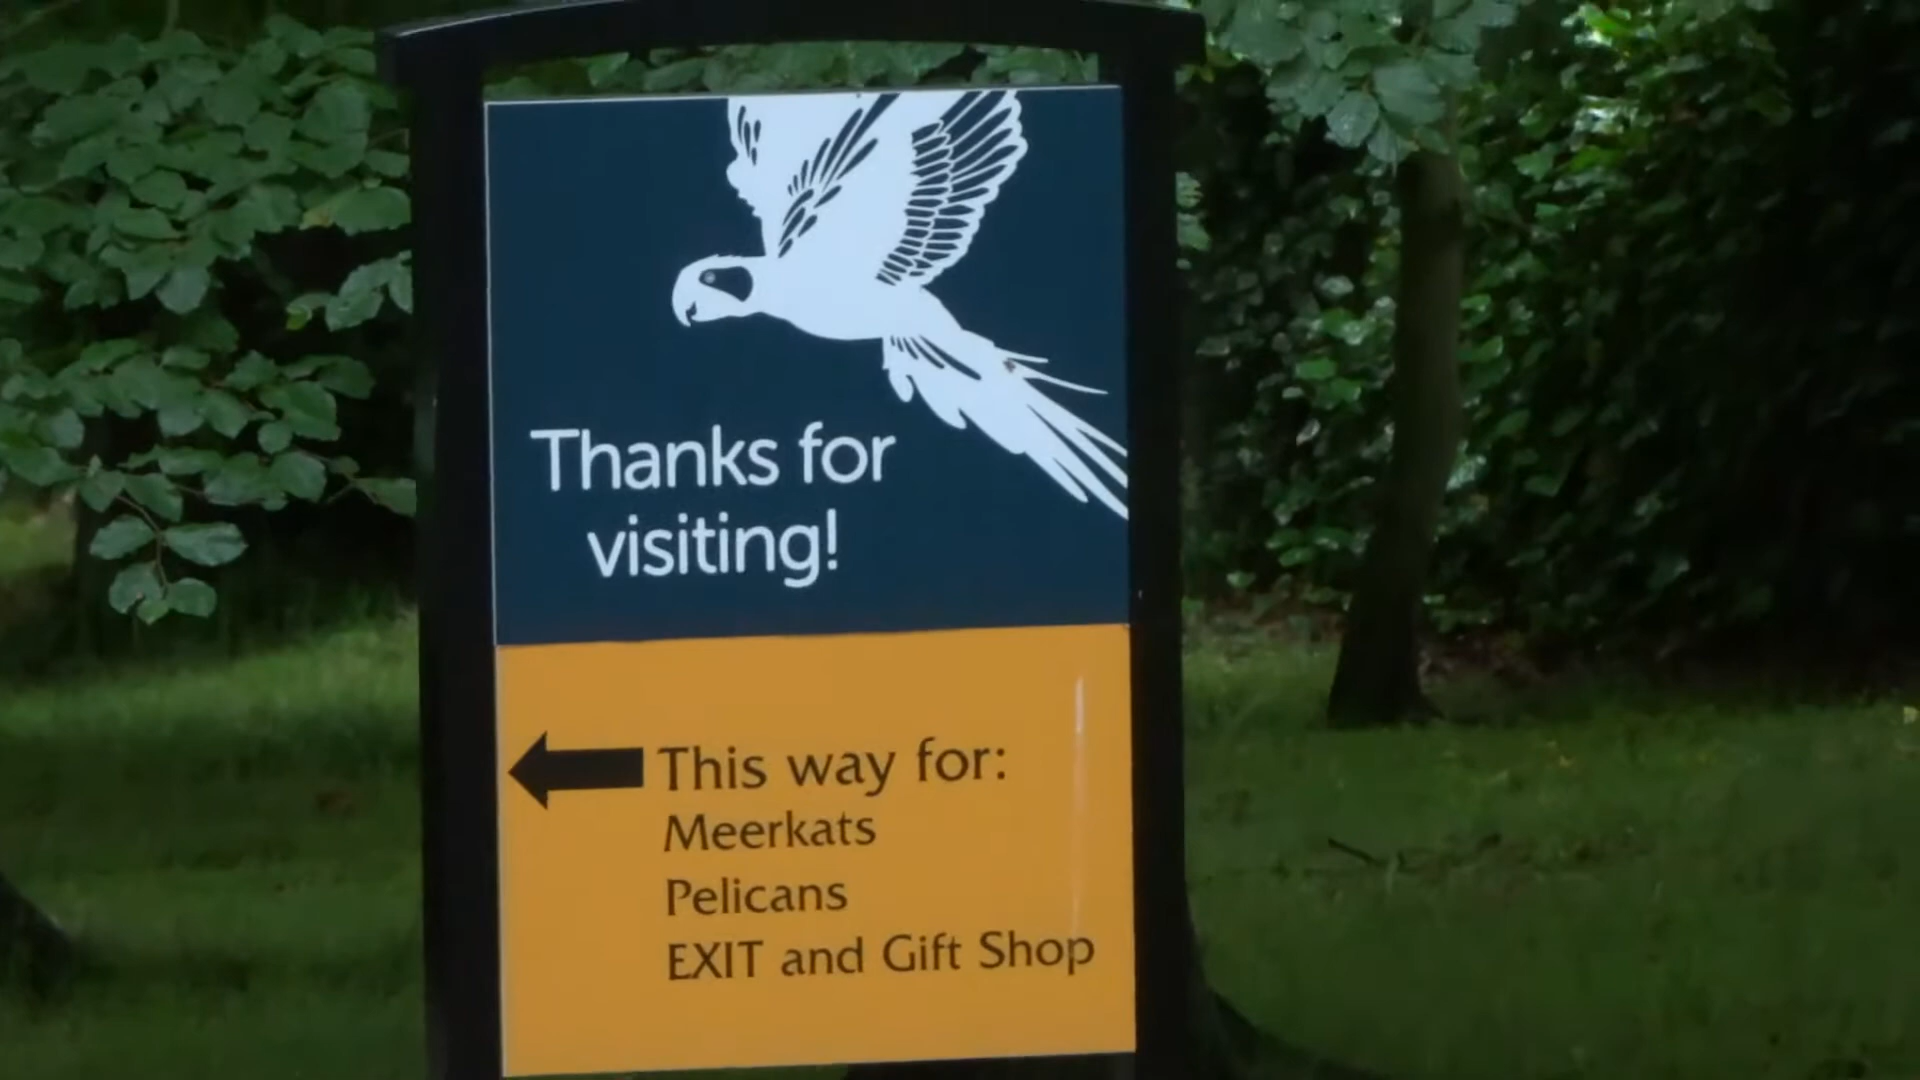 Thanks for
visiting!
This way for:
Meerkats
Pelicans
EXIT and Gift Shop